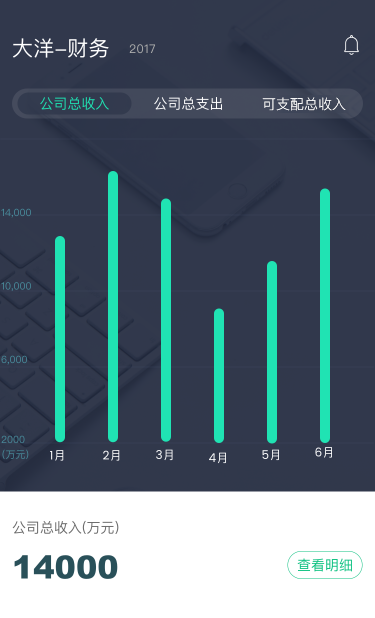 大洋-财务 2017
公司总收入 公司总支出 可支配总收入
14,000
10,000
6,000
2000
(万元) 1月 2月 3月 4月 5月 6月
公司总收入(万元)
14000 查看明细